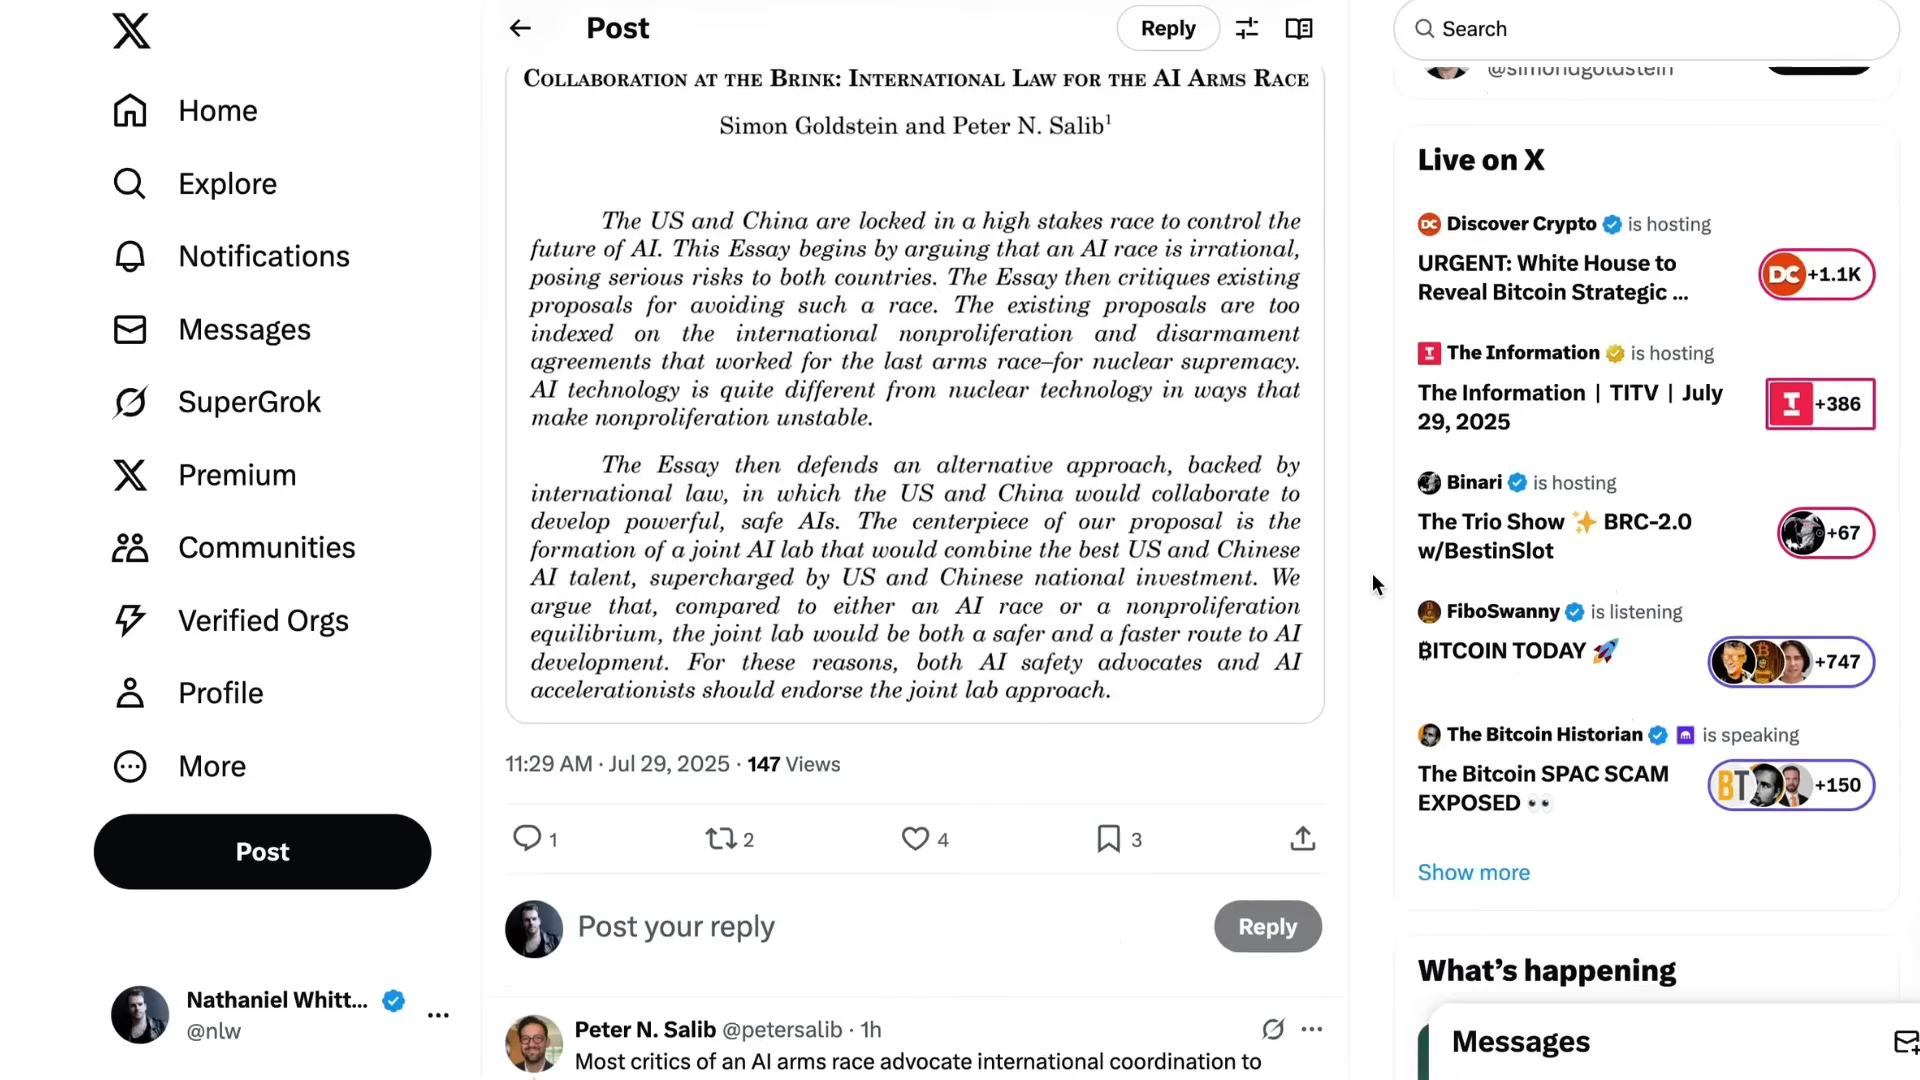 Home
Explore
Notifications
Messages
SuperGrok
Premium
Communities
Verified Orgs
Profile
More
Post
Nathaniel Whitt...
@nlw
Post
Reply
COLLABORATION AT THE BRINK: INTERNATIONAL LAW FOR THE AI ARMS RACE
Simon Goldstein and Peter N. Salib¹
The US and China are locked in a high stakes race to control the
future of AI. This Essay begins by arguing that an AI race is irrational,
posing serious risks to both countries. The Essay then critiques existing
proposals for avoiding such a race. The existing proposals are too
indexed on the international nonproliferation and disarmament
agreements that worked for the last arms race–for nuclear supremacy.
AI technology is quite different from nuclear technology in ways that
make nonproliferation unstable.
The Essay then defends an alternative approach, backed by
international law, in which the US and China would collaborate to
develop powerful, safe AIs. The centerpiece of our proposal is the
formation of a joint AI lab that would combine the best US and Chinese
AI talent, supercharged by US and Chinese national investment. We
argue that, compared to either an AI race or a nonproliferation
equilibrium, the joint lab would be both a safer and a faster route to AI
development. For these reasons, both AI safety advocates and AI
accelerationists should endorse the joint lab approach.
11:29 AM · Jul 29, 2025 · 147 Views
1 2 4 3
Post your reply
Reply
Peter N. Salib @petersalib · 1h
Most critics of an AI arms race advocate international coordination to
Search
@simondgoldstein
Live on X
DC Discover Crypto is hosting
URGENT: White House to
Reveal Bitcoin Strategic ...
DC +1.1K
The Information is hosting
The Information | TITV | July
29, 2025
+386
Binari is hosting
The Trio Show ✨ BRC-2.0
w/BestinSlot
+67
FiboSwanny is listening
₿ITCOIN TODAY 🚀
+747
The Bitcoin Historian is speaking
The Bitcoin SPAC SCAM
EXPOSED 👀
BT +150
Show more
What's happening
Messages